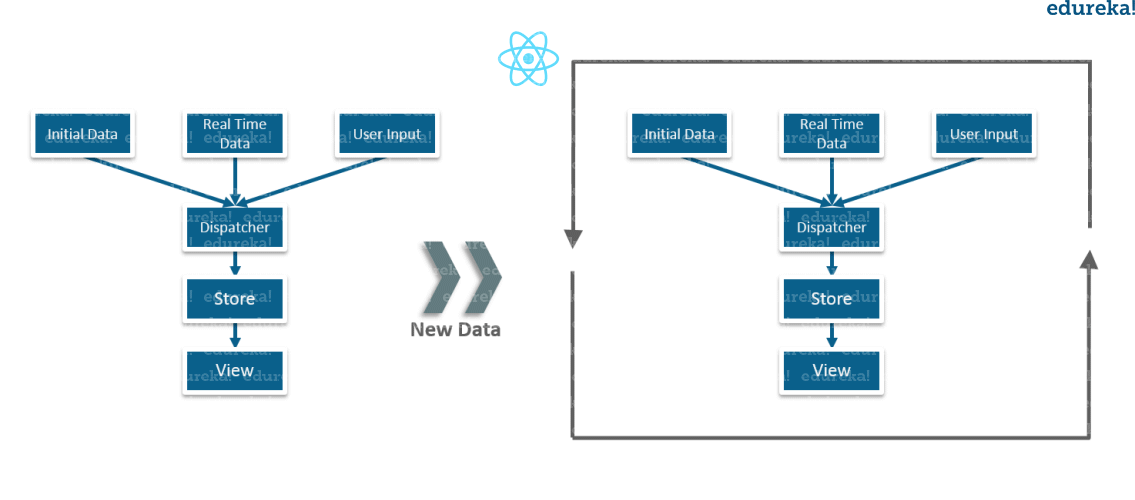 edureka!
Initial Data
Real Time
Data
User Input
Dispatcher
Store
View
New Data
Initial Data
Real Time
Data
User Input
Dispatcher
Store
View